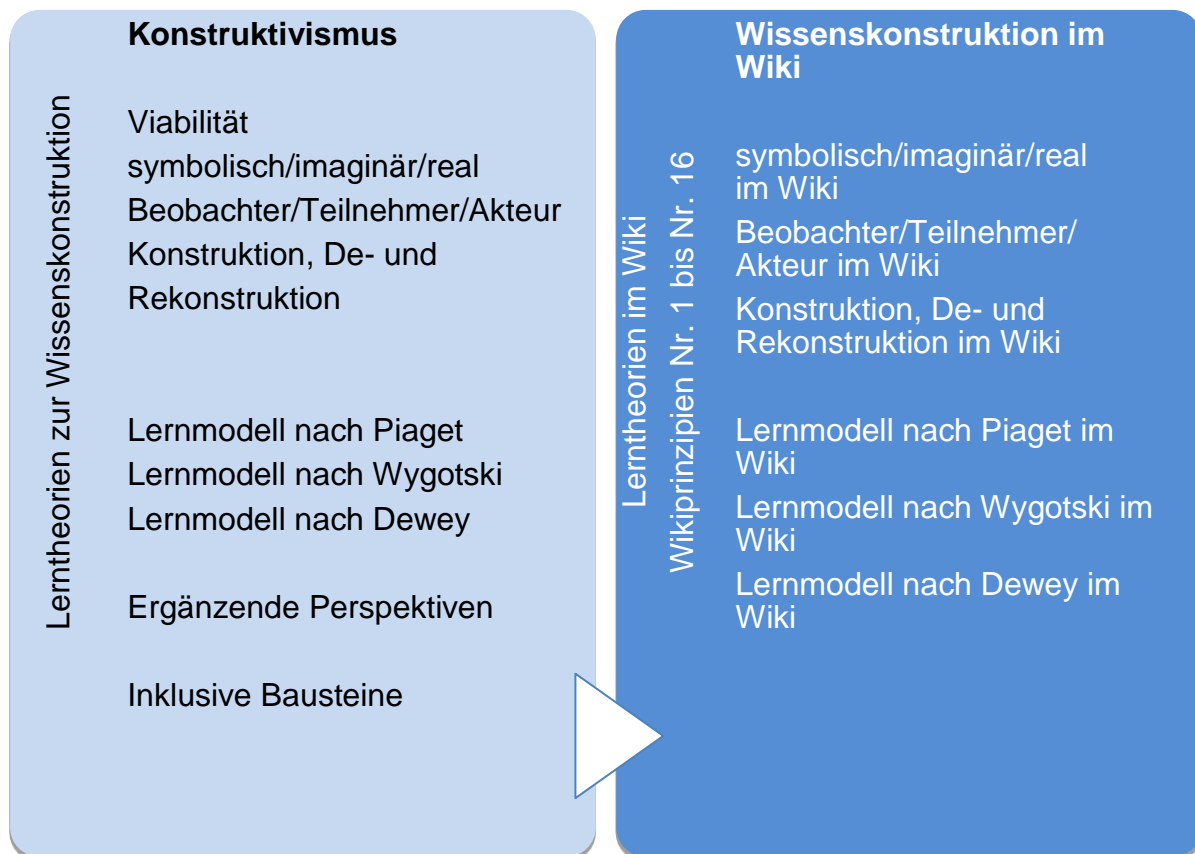 Lerntheorien zur Wissenskonstruktion
Konstruktivismus
Viabilität
symbolisch/imaginär/real
Beobachter/Teilnehmer/Akteur
Konstruktion, De- und
Rekonstruktion
Lernmodell nach Piaget
Lernmodell nach Wygotski
Lernmodell nach Dewey
Ergänzende Perspektiven
Inklusive Bausteine
Lerntheorien im Wiki
Wikiprinzipien Nr. 1 bis Nr. 16
Wissenskonstruktion im
Wiki
symbolisch/imaginär/real
im Wiki
Beobachter/Teilnehmer/
Akteur im Wiki
Konstruktion, De- und
Rekonstruktion im Wiki
Lernmodell nach Piaget im
Wiki
Lernmodell nach Wygotski im
Wiki
Lernmodell nach Dewey im
Wiki